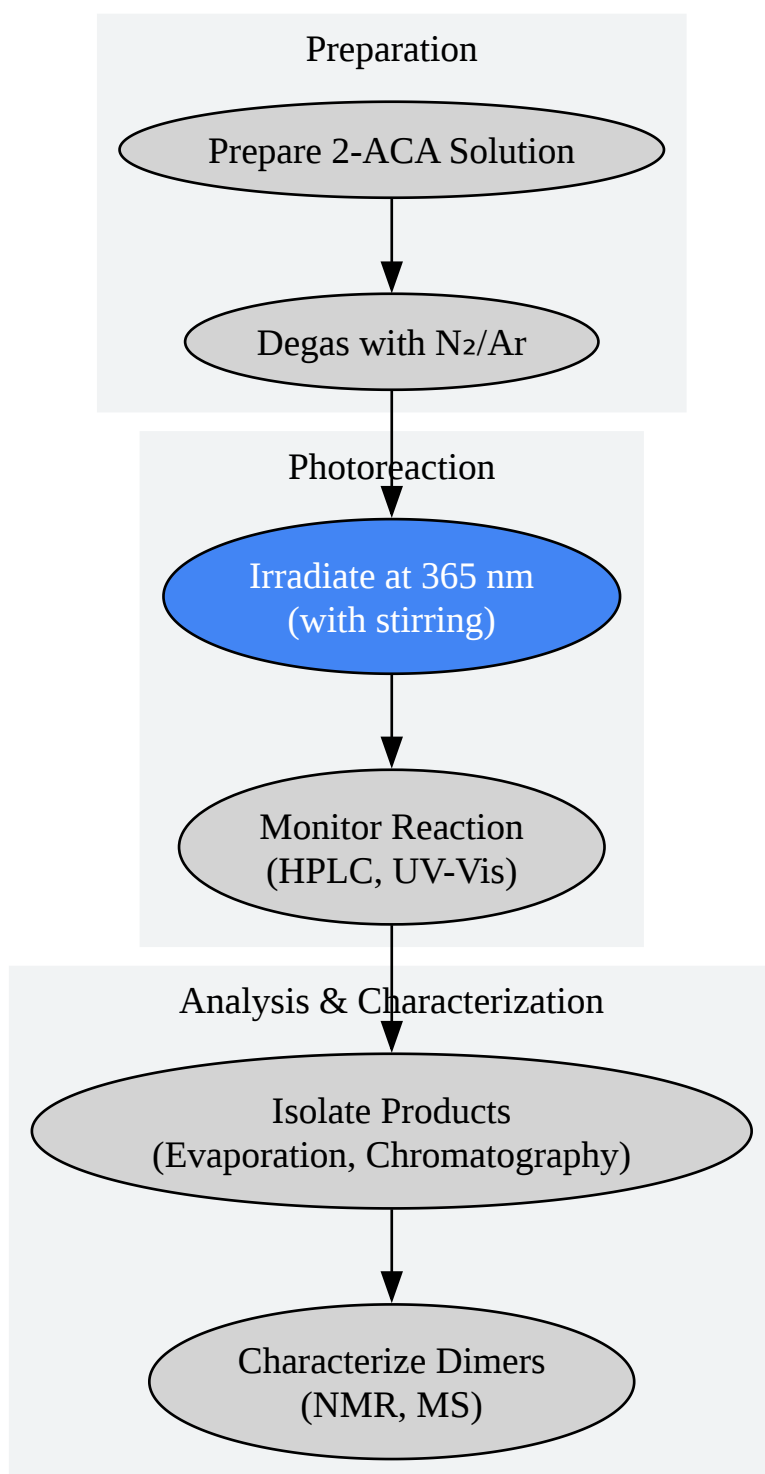 Preparation
Prepare 2-ACA Solution
Degas with N₂/Ar
Photoreaction
Irradiate at 365 nm
(with stirring)
Monitor Reaction
(HPLC, UV-Vis)
Analysis & Characterization
Isolate Products
(Evaporation, Chromatography)
Characterize Dimers
(NMR, MS)